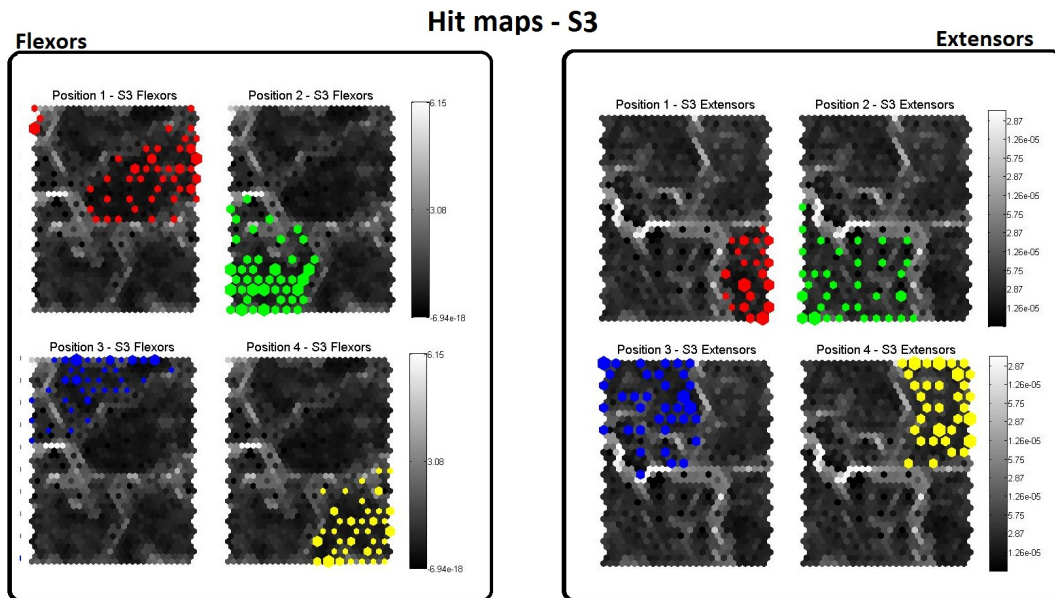 Hit maps - S3
Flexors
Extensors
Position 1 - S3 Flexors
Position 2 - S3 Flexors
6.15
3.08
-6.94e-18
Position 3 - S3 Flexors
Position 4 - S3 Flexors
6.15
3.08
-6.94e-18
Position 1 - S3 Extensors
Position 2 - S3 Extensors
2.87
1.26e-05
5.75
2.87
1.26e-05
5.75
2.87
1.26e-05
5.75
2.87
1.26e-05
Position 3 - S3 Extensors
Position 4 - S3 Extensors
2.87
1.26e-05
5.75
2.87
1.26e-05
5.75
2.87
1.26e-05
5.75
2.87
1.26e-05